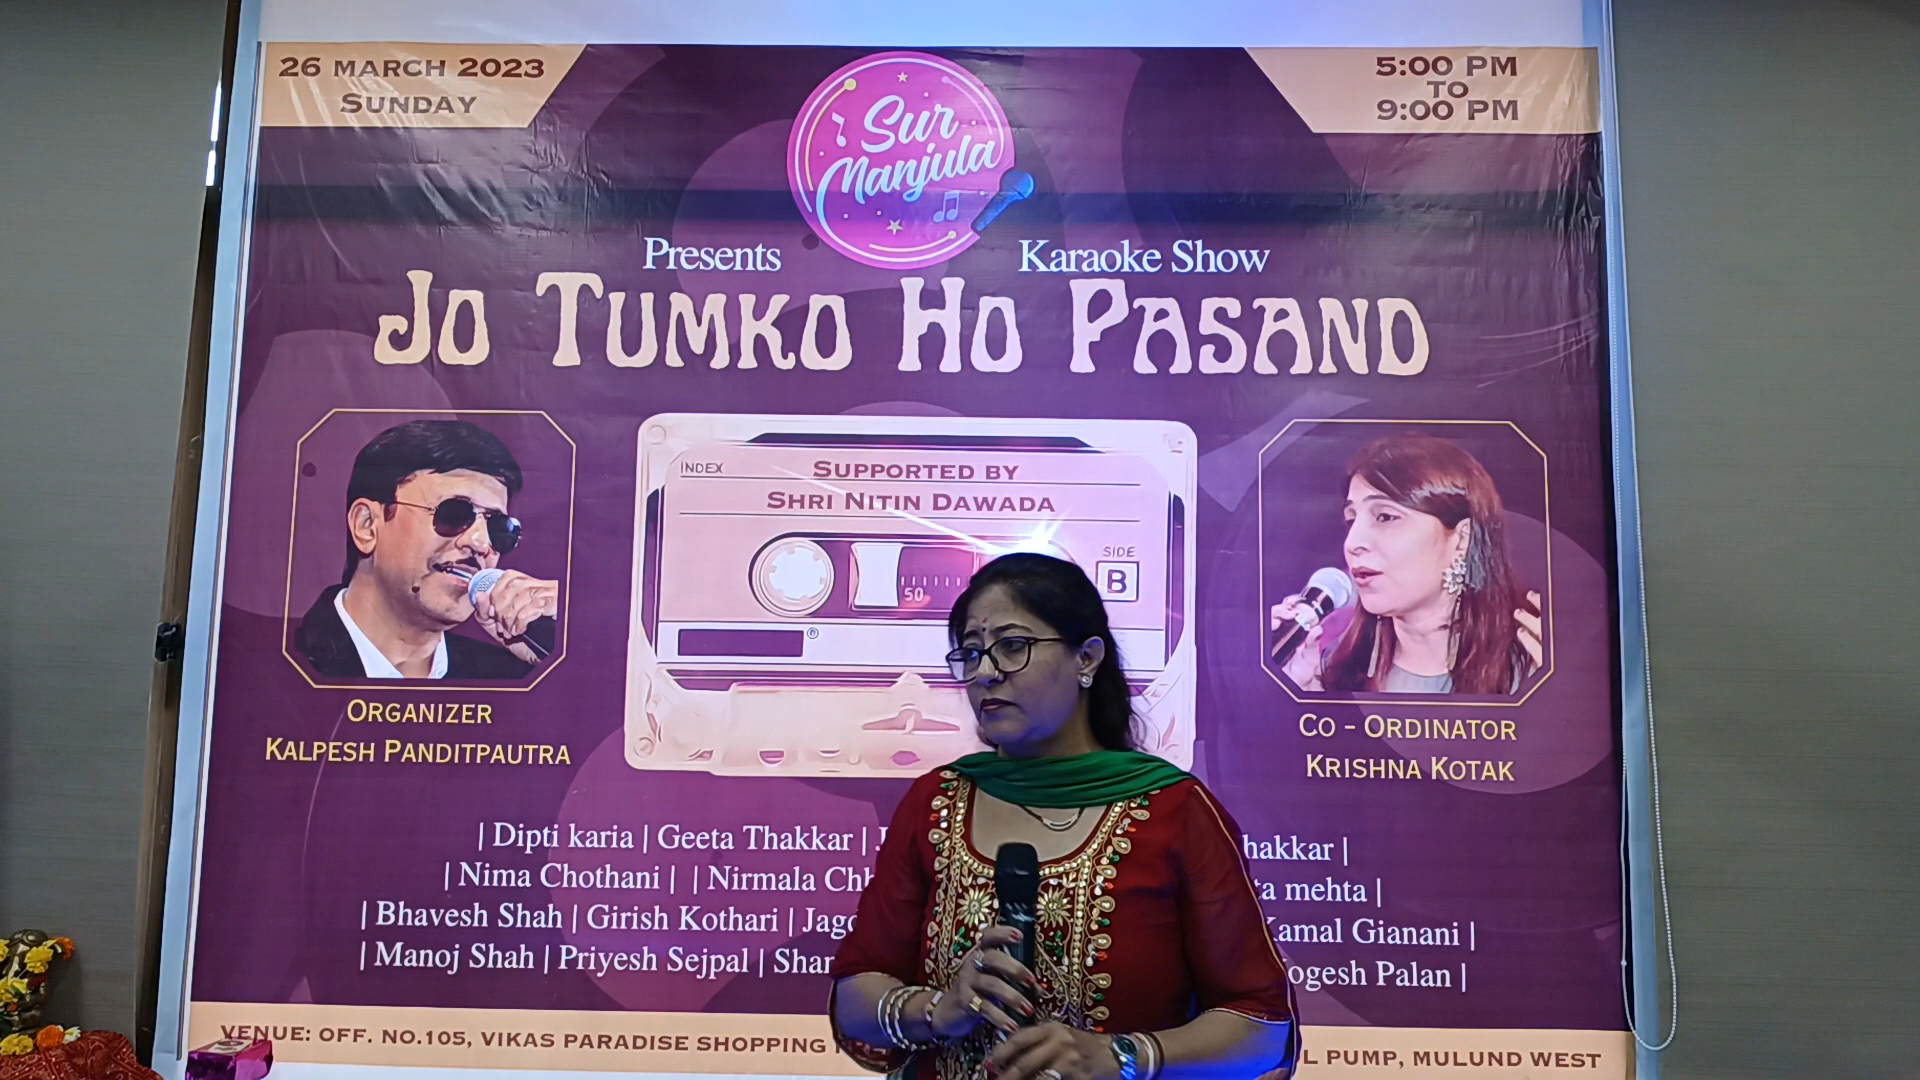 26 MARCH 2023
SUNDAY
5:00 PM
TO
9:00 PM
Sur
Manjula
Presents
Karaoke Show
JO TUMKO HO PASAND
INDEX
SUPPORTED BY
SHRI NITIN DAWADA
SIDE
B
50
®
ORGANIZER
KALPESH PANDITPAUTRA
CO - ORDINATOR
KRISHNA KOTAK
| Dipti karia | Geeta Thakkar | hakkar |
| Nima Chothani | | Nirmala mehta |
| Bhavesh Shah | Girish Kothari | Kamal Gianani |
| Manoj Shah | Priyesh Sejpal | Yogesh Palan |
VENUE: OFF. NO.105, VIKAS PARADISE SHOPPING PUMP, MULUND WEST